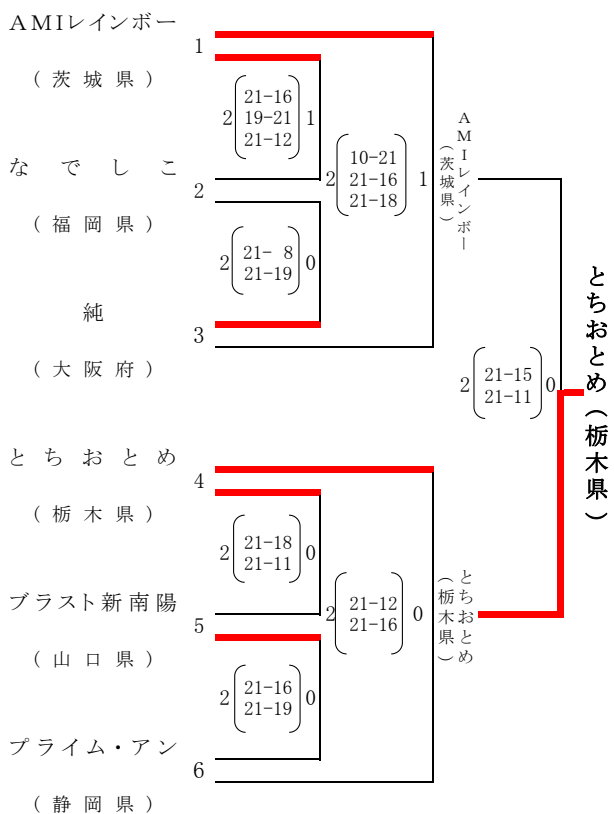 AMIレインボー
1
(茨城県)
2
21-16
19-21
21-12
1
なでしこ
2
(福岡県)
2
21- 8
21-19
0
純
3
(大阪府)
2
10-21
21-16
21-18
1
AMIレインボー
(茨城県)
とちおとめ
4
(栃木県)
2
21-18
21-11
0
ブラスト新南陽
5
(山口県)
2
21-16
21-19
0
プライム・アン
6
(静岡県)
2
21-12
21-16
0
とちおとめ
(栃木県)
2
21-15
21-11
0
とちおとめ(栃木県)